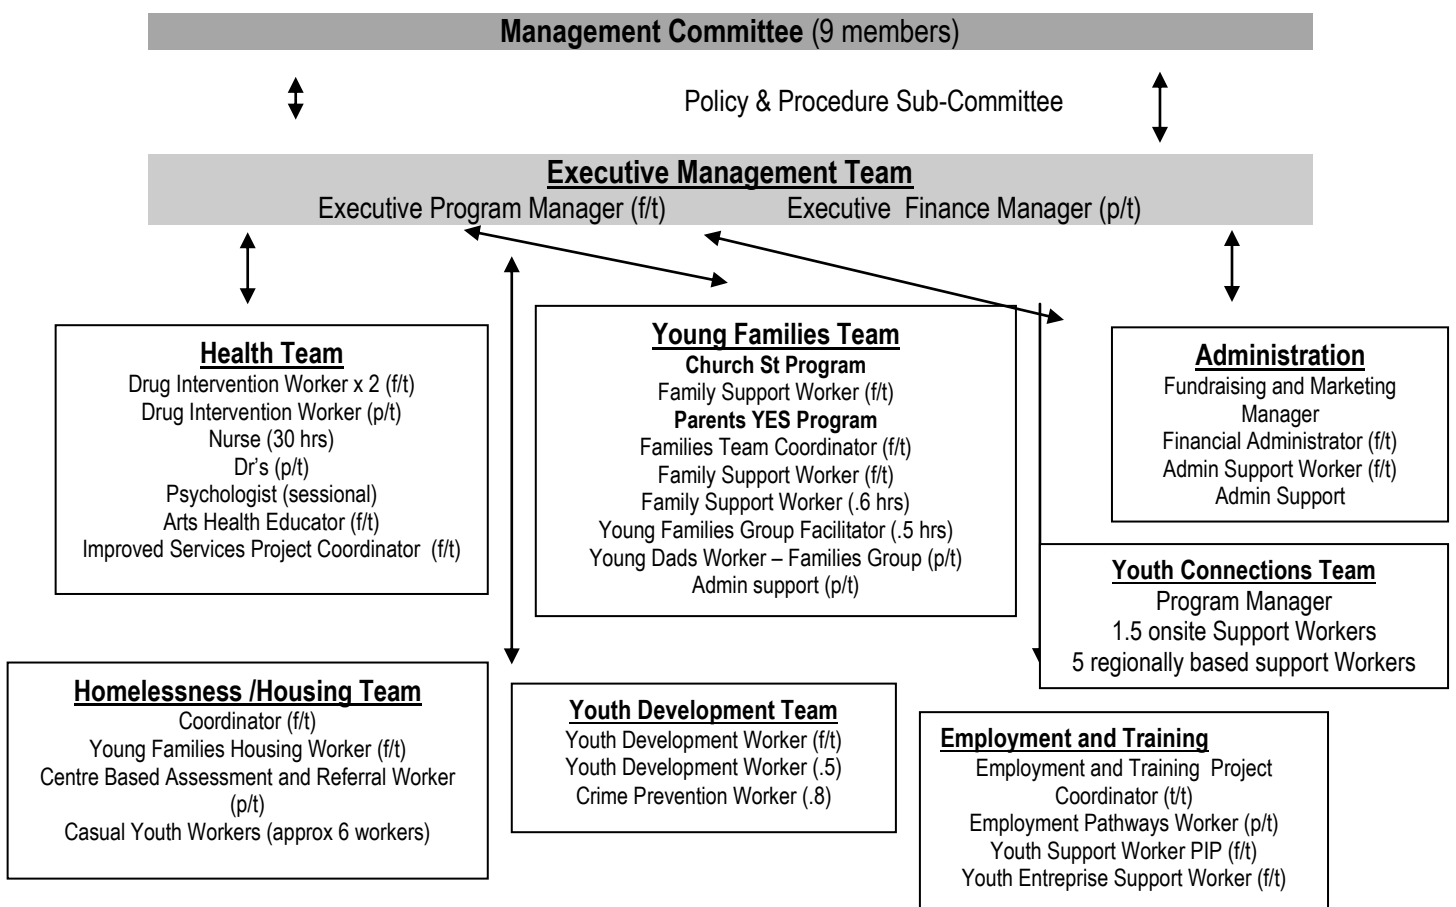 Management Committee (9 members)
Policy & Procedure Sub-Committee
Executive Management Team
Executive Program Manager (f/t) Executive Finance Manager (p/t)
Health Team
Drug Intervention Worker x 2 (f/t)
Drug Intervention Worker (p/t)
Nurse (30 hrs)
Dr's (p/t)
Psychologist (sessional)
Arts Health Educator (f/t)
Improved Services Project Coordinator (f/t)
Young Families Team
Church St Program
Family Support Worker (f/t)
Parents YES Program
Families Team Coordinator (f/t)
Family Support Worker (f/t)
Family Support Worker (.6 hrs)
Young Families Group Facilitator (.5 hrs)
Young Dads Worker – Families Group (p/t)
Admin support (p/t)
Administration
Fundraising and Marketing
Manager
Financial Administrator (f/t)
Admin Support Worker (f/t)
Admin Support
Youth Connections Team
Program Manager
1.5 onsite Support Workers
5 regionally based support Workers
Homelessness /Housing Team
Coordinator (f/t)
Young Families Housing Worker (f/t)
Centre Based Assessment and Referral Worker
(p/t)
Casual Youth Workers (approx 6 workers)
Youth Development Team
Youth Development Worker (f/t)
Youth Development Worker (.5)
Crime Prevention Worker (.8)
Employment and Training
Employment and Training Project
Coordinator (t/t)
Employment Pathways Worker (p/t)
Youth Support Worker PIP (f/t)
Youth Entreprise Support Worker (f/t)